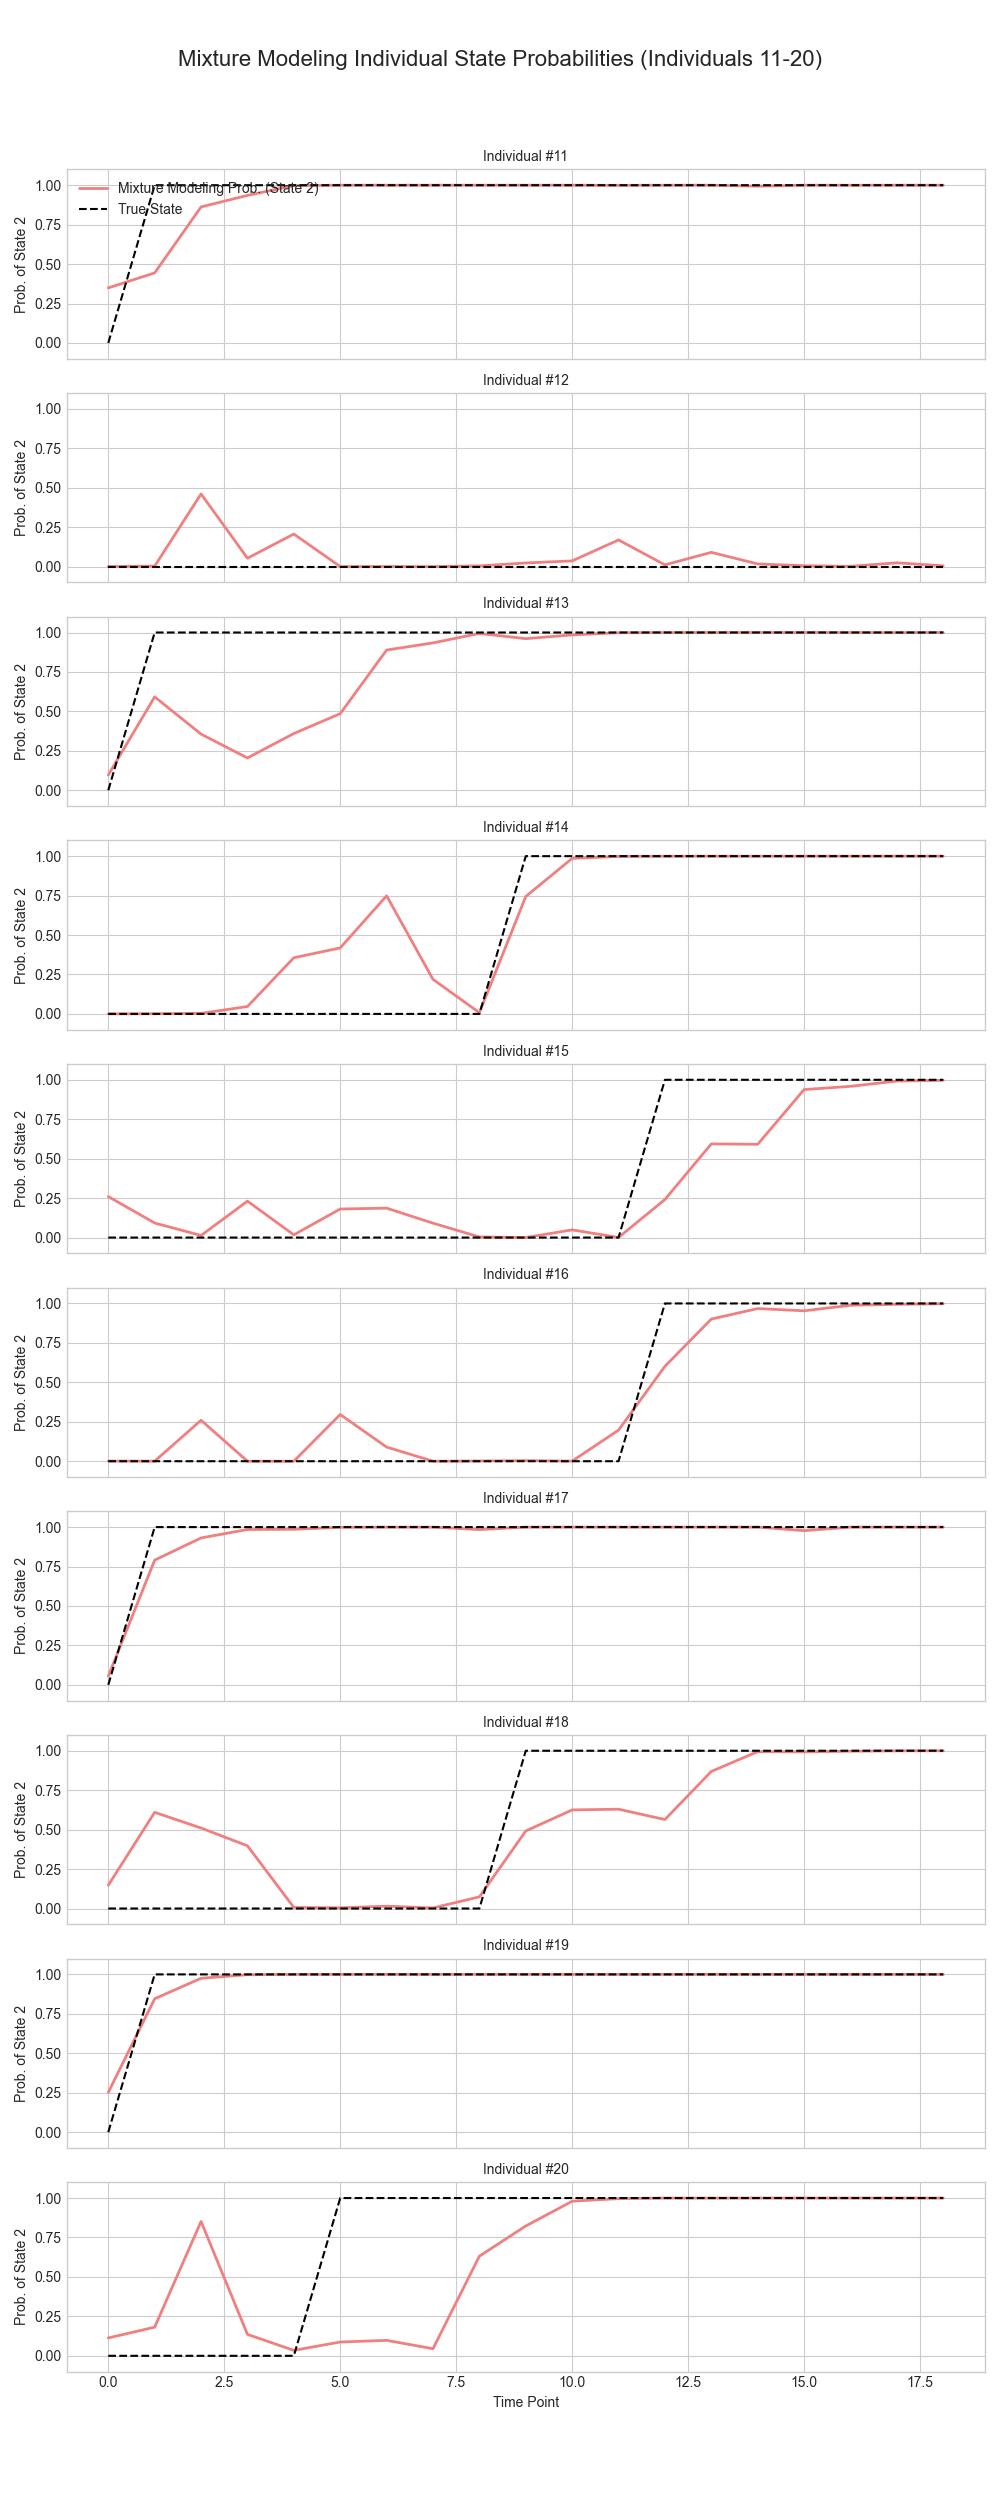 Mixture Modeling Individual State Probabilities (Individuals 11-20)
Individual #11
Mixture Modeling Prob. (State 2)
True State
Prob. of State 2
1.00
0.75
0.50
0.25
0.00
Individual #12
Prob. of State 2
1.00
0.75
0.50
0.25
0.00
Individual #13
Prob. of State 2
1.00
0.75
0.50
0.25
0.00
Individual #14
Prob. of State 2
1.00
0.75
0.50
0.25
0.00
Individual #15
Prob. of State 2
1.00
0.75
0.50
0.25
0.00
Individual #16
Prob. of State 2
1.00
0.75
0.50
0.25
0.00
Individual #17
Prob. of State 2
1.00
0.75
0.50
0.25
0.00
Individual #18
Prob. of State 2
1.00
0.75
0.50
0.25
0.00
Individual #19
Prob. of State 2
1.00
0.75
0.50
0.25
0.00
Individual #20
Prob. of State 2
1.00
0.75
0.50
0.25
0.00
0.0 2.5 5.0 7.5 10.0 12.5 15.0 17.5
Time Point